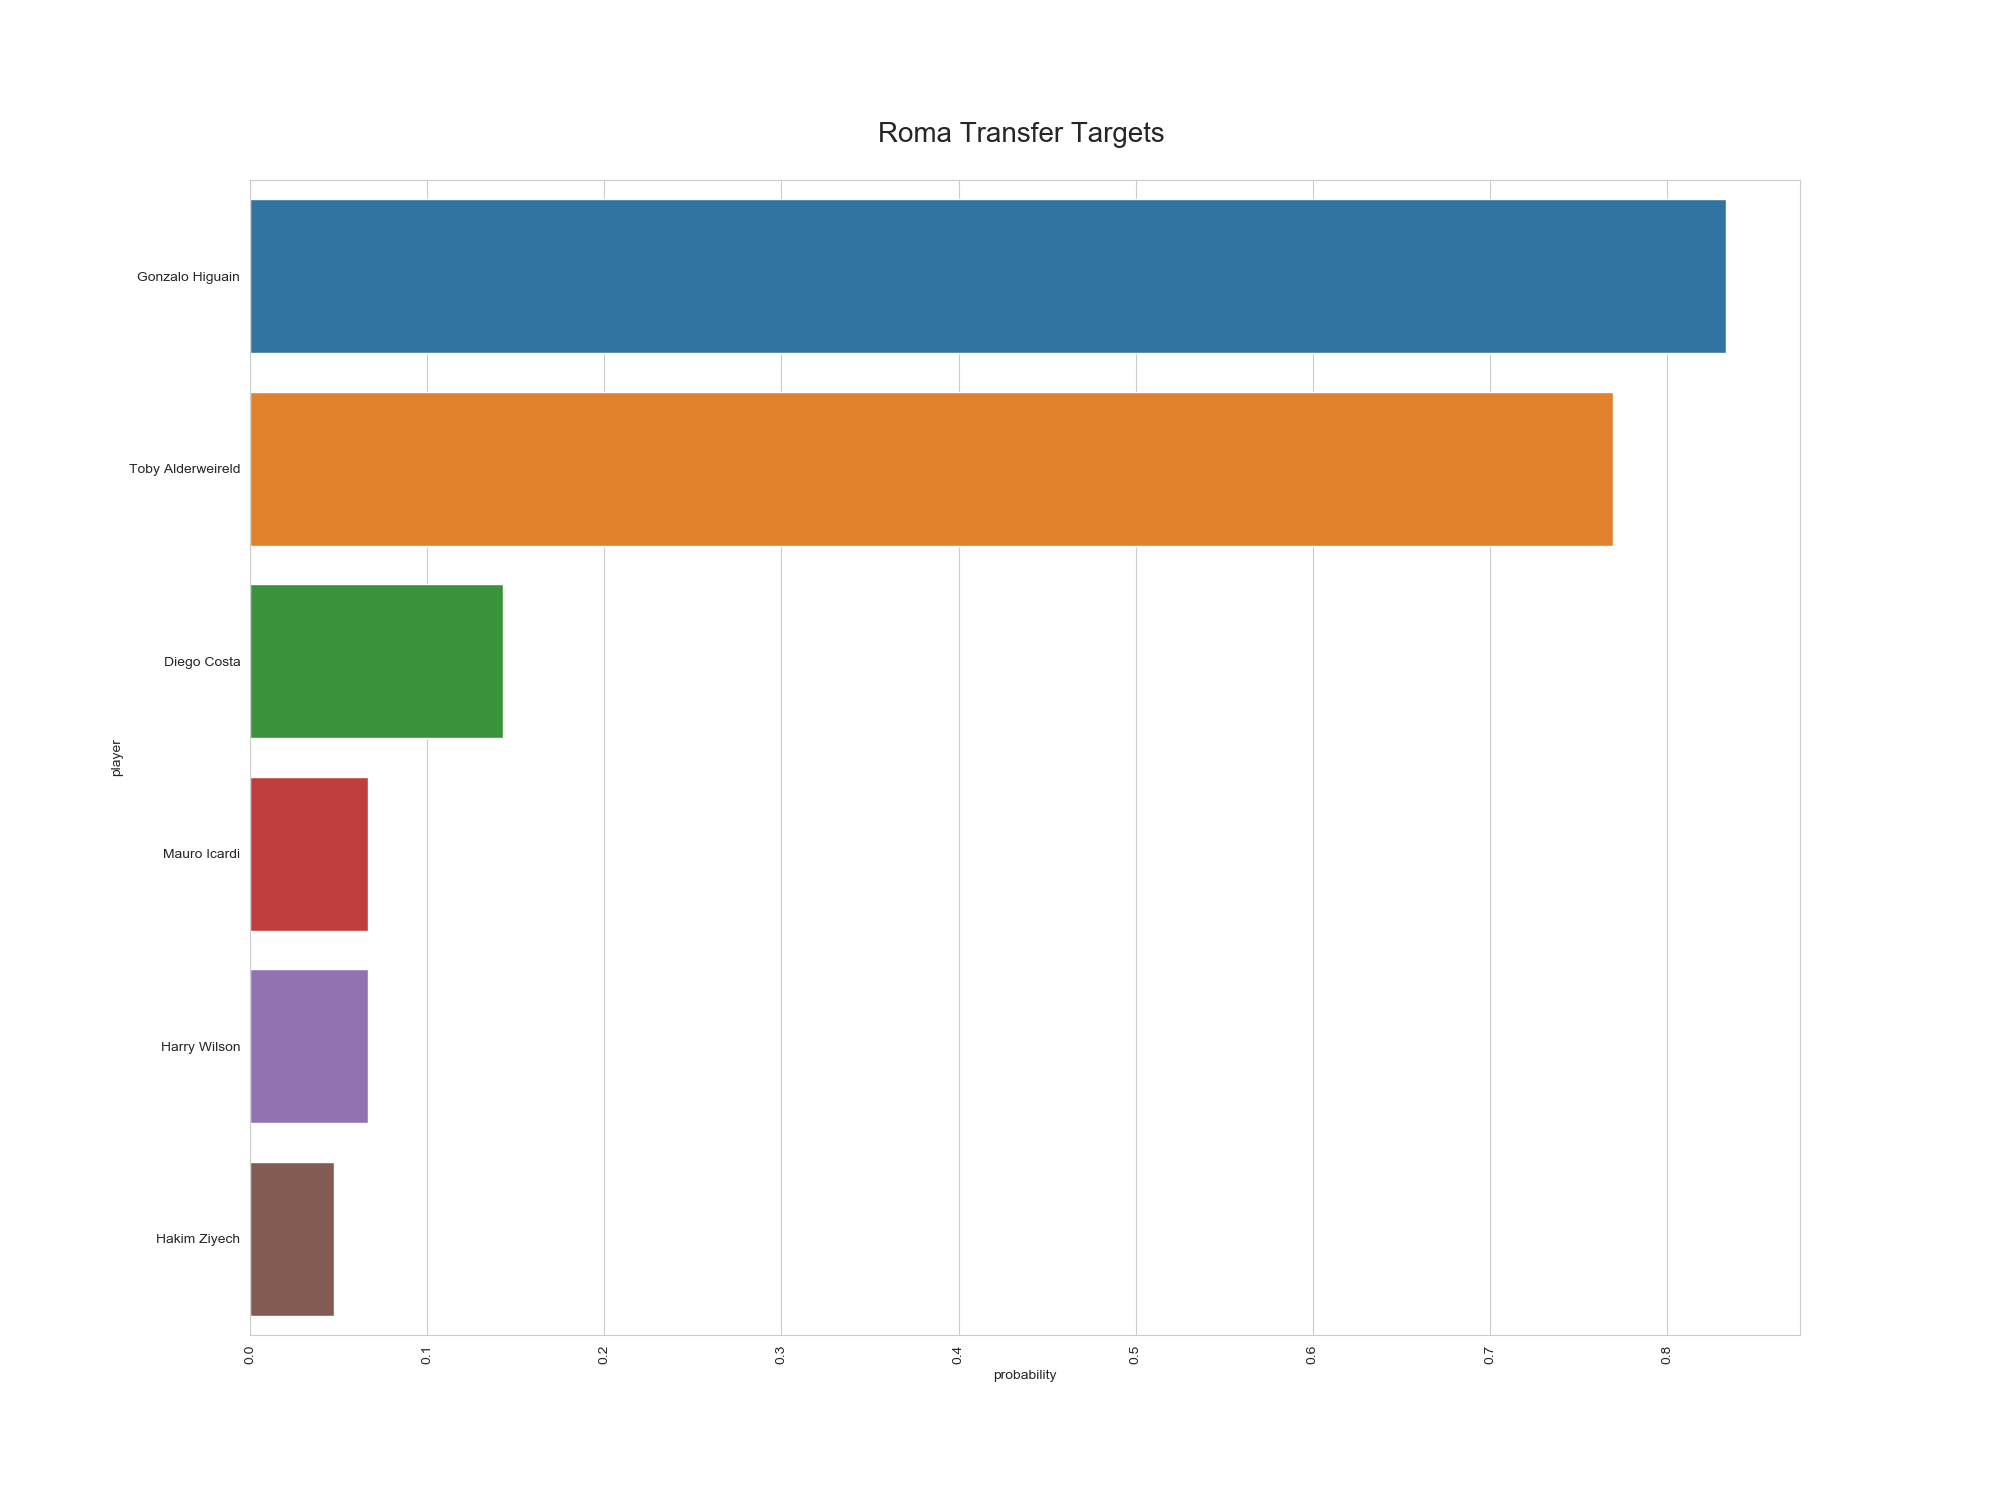 Roma Transfer Targets
Gonzalo Higuain
Toby Alderweireld
Diego Costa
Mauro Icardi
Harry Wilson
Hakim Ziyech
player
0.0
0.1
0.2
0.3
0.4
0.5
0.6
0.7
0.8
probability